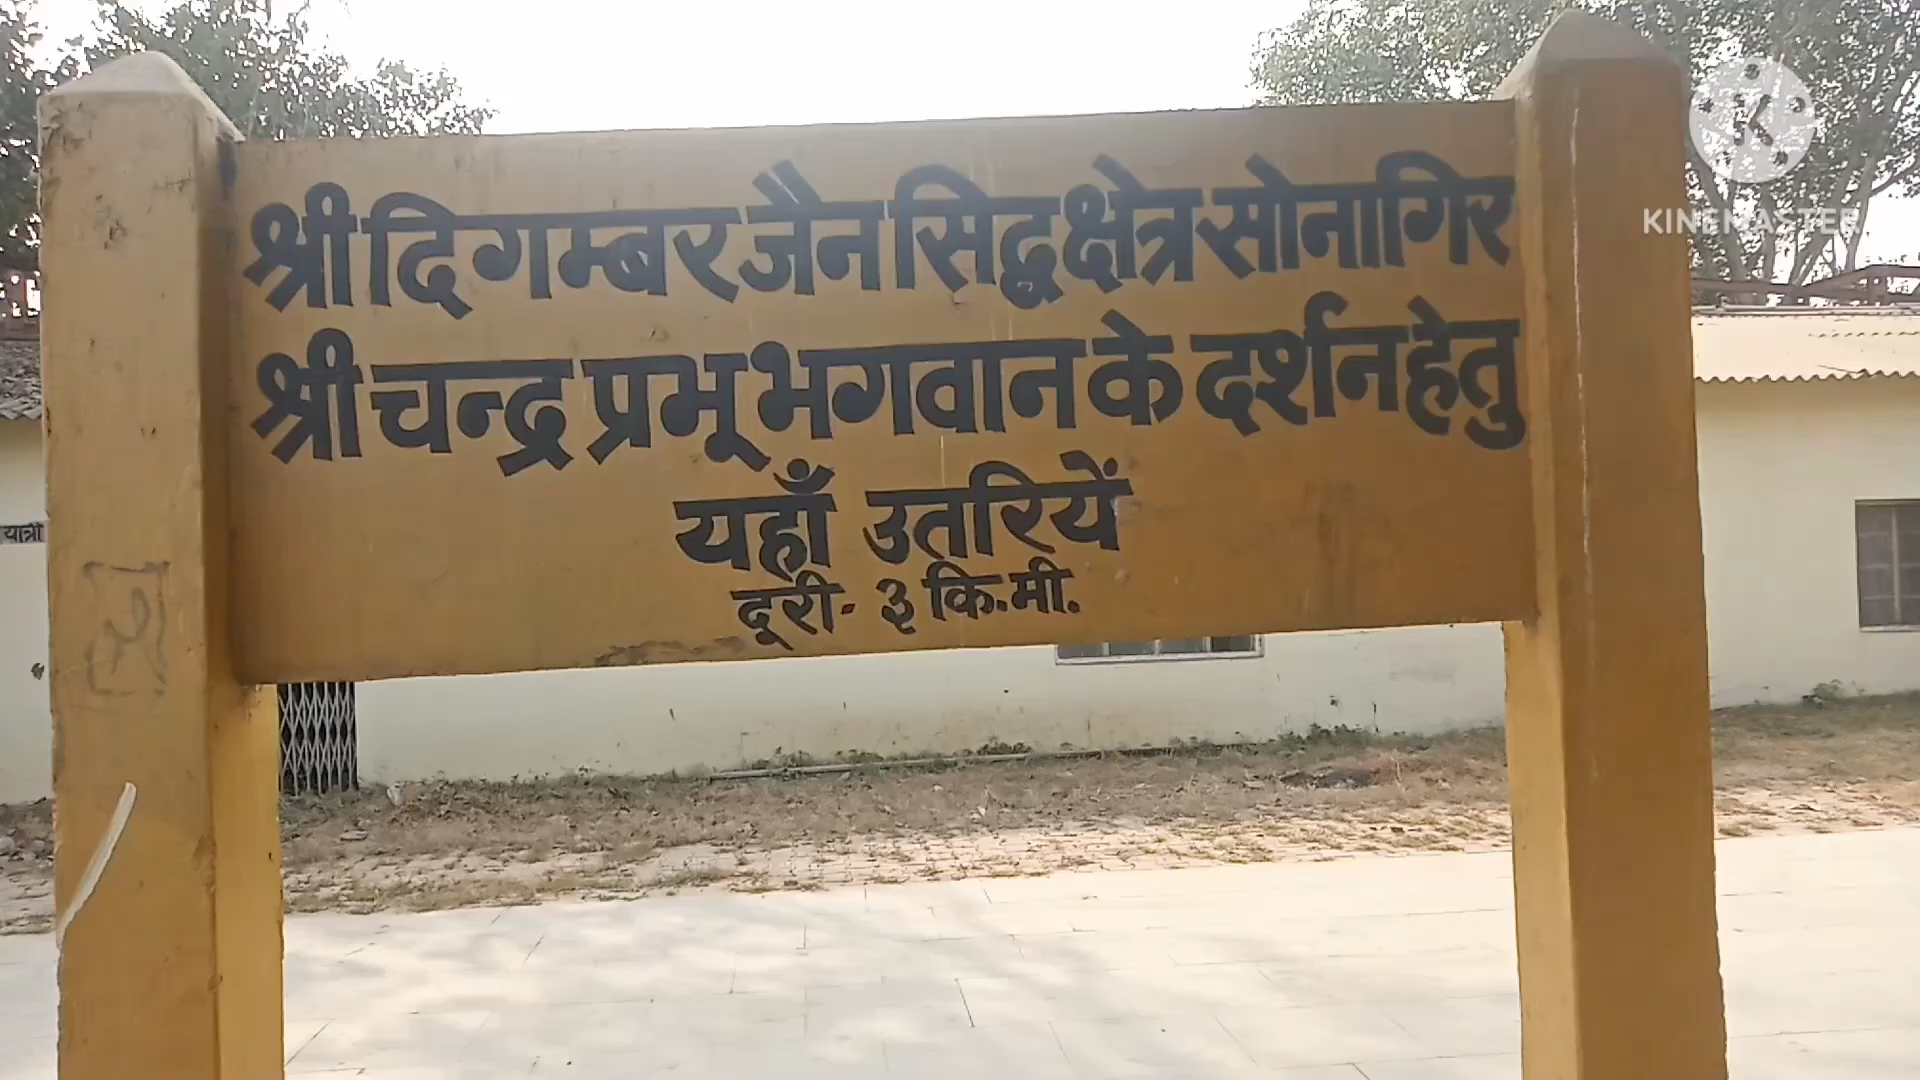 श्री दिगम्बर जैन सिद्धक्षेत्र सोनागिर
श्री चन्द्र प्रभू भगवान के दर्शन हेतु
यहाँ उतरियें
दूरी- ३ कि.मी.
यात्री
KINEMASTER